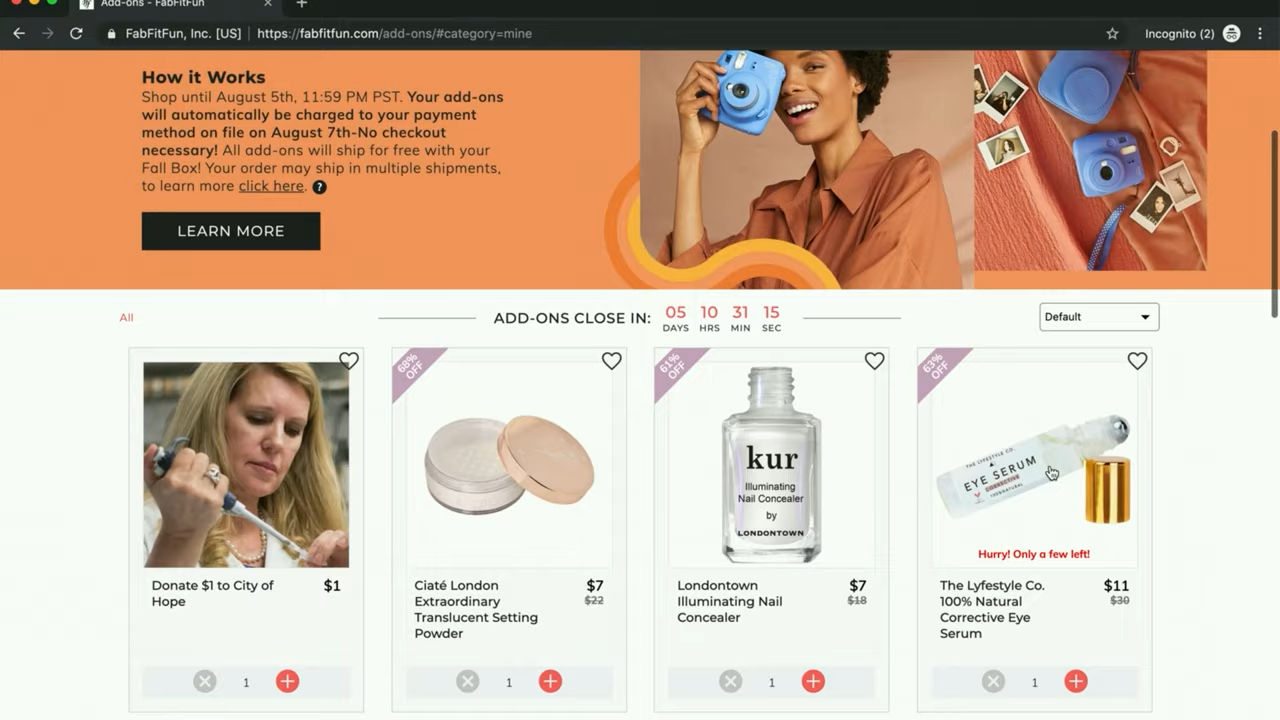 Add-ons - FabFitFun
FabFitFun, Inc. [US] | https://fabfitfun.com/add-ons/#category=mine
Incognito (2)
How it Works
Shop until August 5th, 11:59 PM PST. Your add-ons
will automatically be charged to your payment
method on file on August 7th-No checkout
necessary! All add-ons will ship for free with your
Fall Box! Your order may ship in multiple shipments,
to learn more click here. ?
LEARN MORE
All
ADD-ONS CLOSE IN:
05 10 31 15
DAYS HRS MIN SEC
Default
68% OFF
61% OFF
63% OFF
kur
Illuminating
Nail Concealer
by
LONDONTOWN
THE LYFESTYLE CO.
EYE SERUM
CORRECTIVE
100% NATURAL
Hurry! Only a few left!
Donate $1 to City of
Hope
$1
Ciaté London
Extraordinary
Translucent Setting
Powder
$7
$22
Londontown
Illuminating Nail
Concealer
$7
$18
The Lyfestyle Co.
100% Natural
Corrective Eye
Serum
$11
$30
1
1
1
1